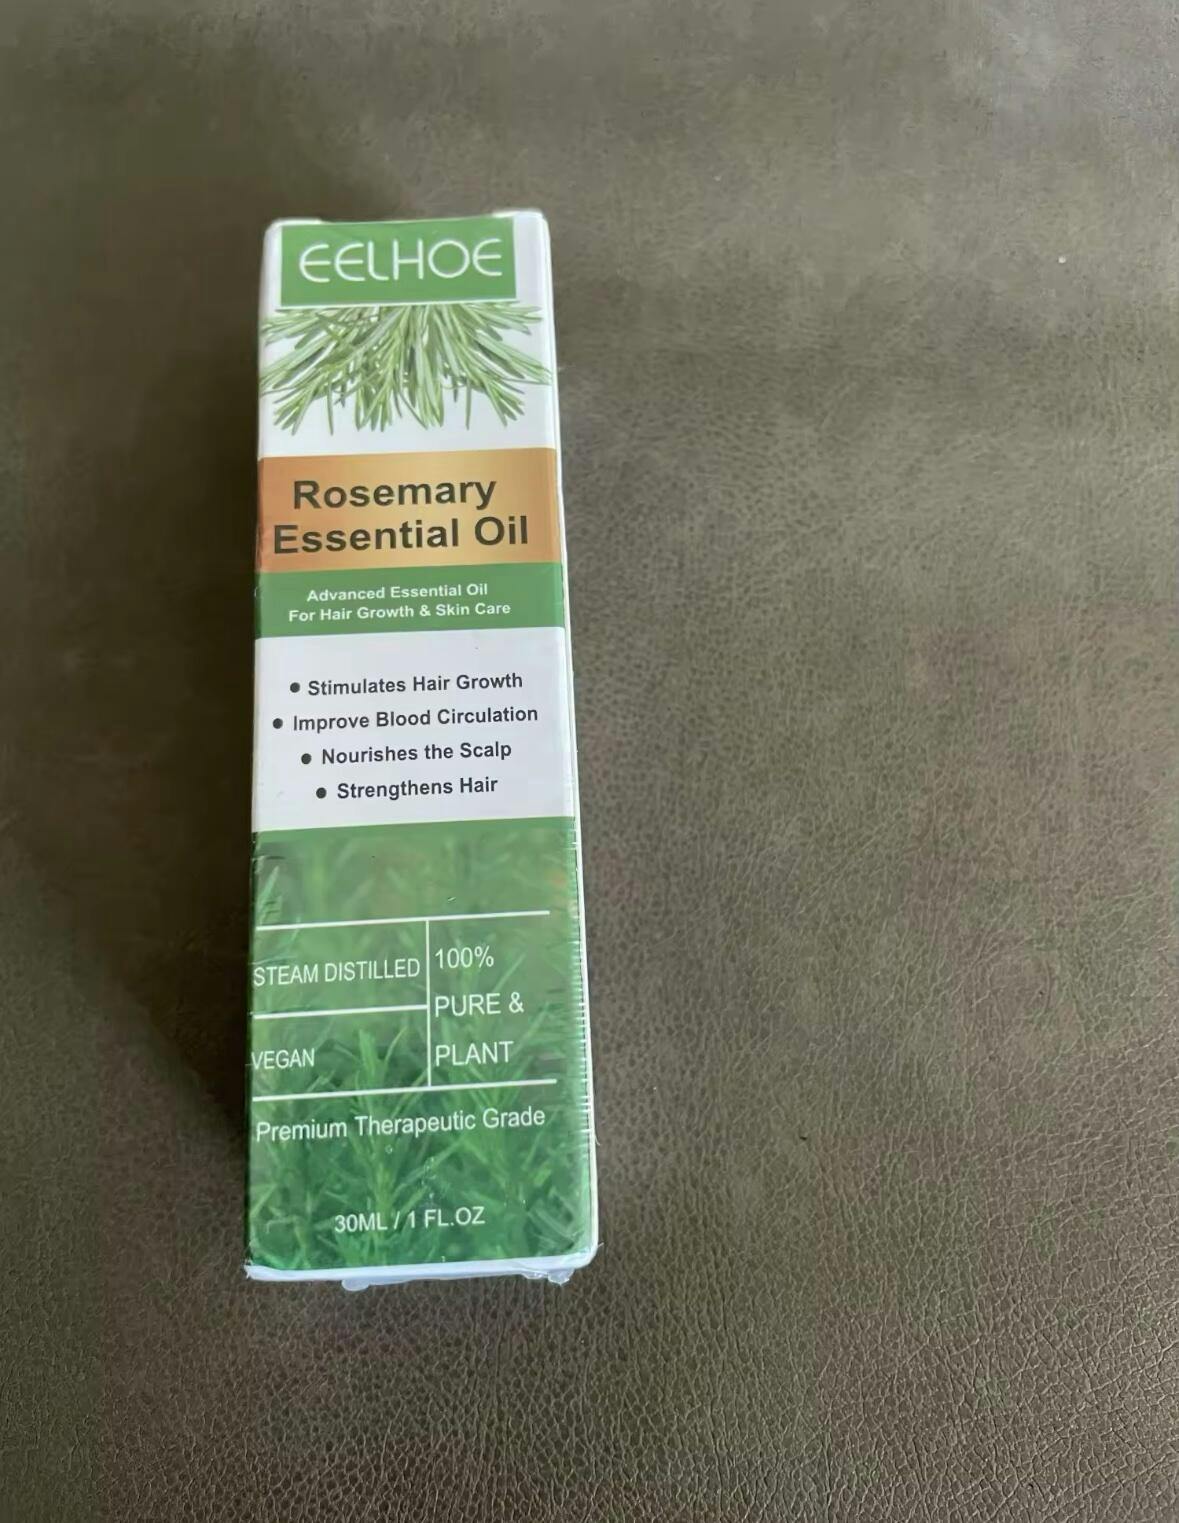 EELHOE
Rosemary
Essential Oil
Advanced Essential Oil
For Hair Growth & Skin Care
● Stimulates Hair Growth
● Improve Blood Circulation
● Nourishes the Scalp
● Strengthens Hair
STEAM DISTILLED
VEGAN
100%
PURE &
PLANT
Premium Therapeutic Grade
30ML / 1 FL.OZ